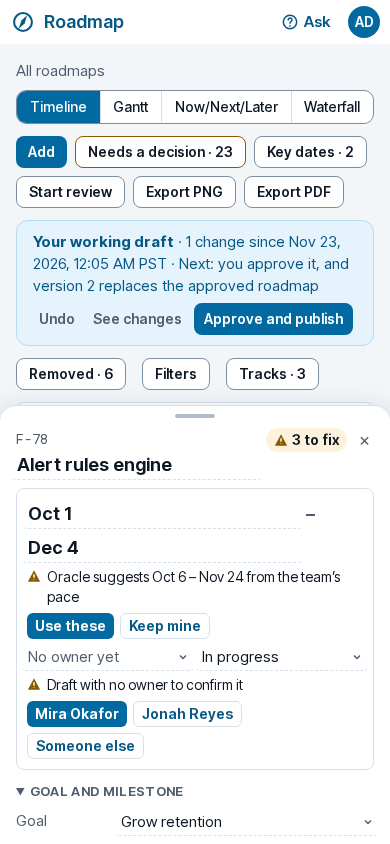 Roadmap
Ask
AD
All roadmaps
Timeline
Gantt
Now/Next/Later
Waterfall
Add
Needs a decision · 23
Key dates · 2
Start review
Export PNG
Export PDF
Your working draft · 1 change since Nov 23,
2026, 12:05 AM PST · Next: you approve it, and
version 2 replaces the approved roadmap
Undo
See changes
Approve and publish
Removed · 6
Filters
Tracks · 3
F-78
3 to fix
×
Alert rules engine
Oct 1
–
Dec 4
Oracle suggests Oct 6 – Nov 24 from the team's
pace
Use these
Keep mine
No owner yet
In progress
Draft with no owner to confirm it
Mira Okafor
Jonah Reyes
Someone else
GOAL AND MILESTONE
Goal
Grow retention